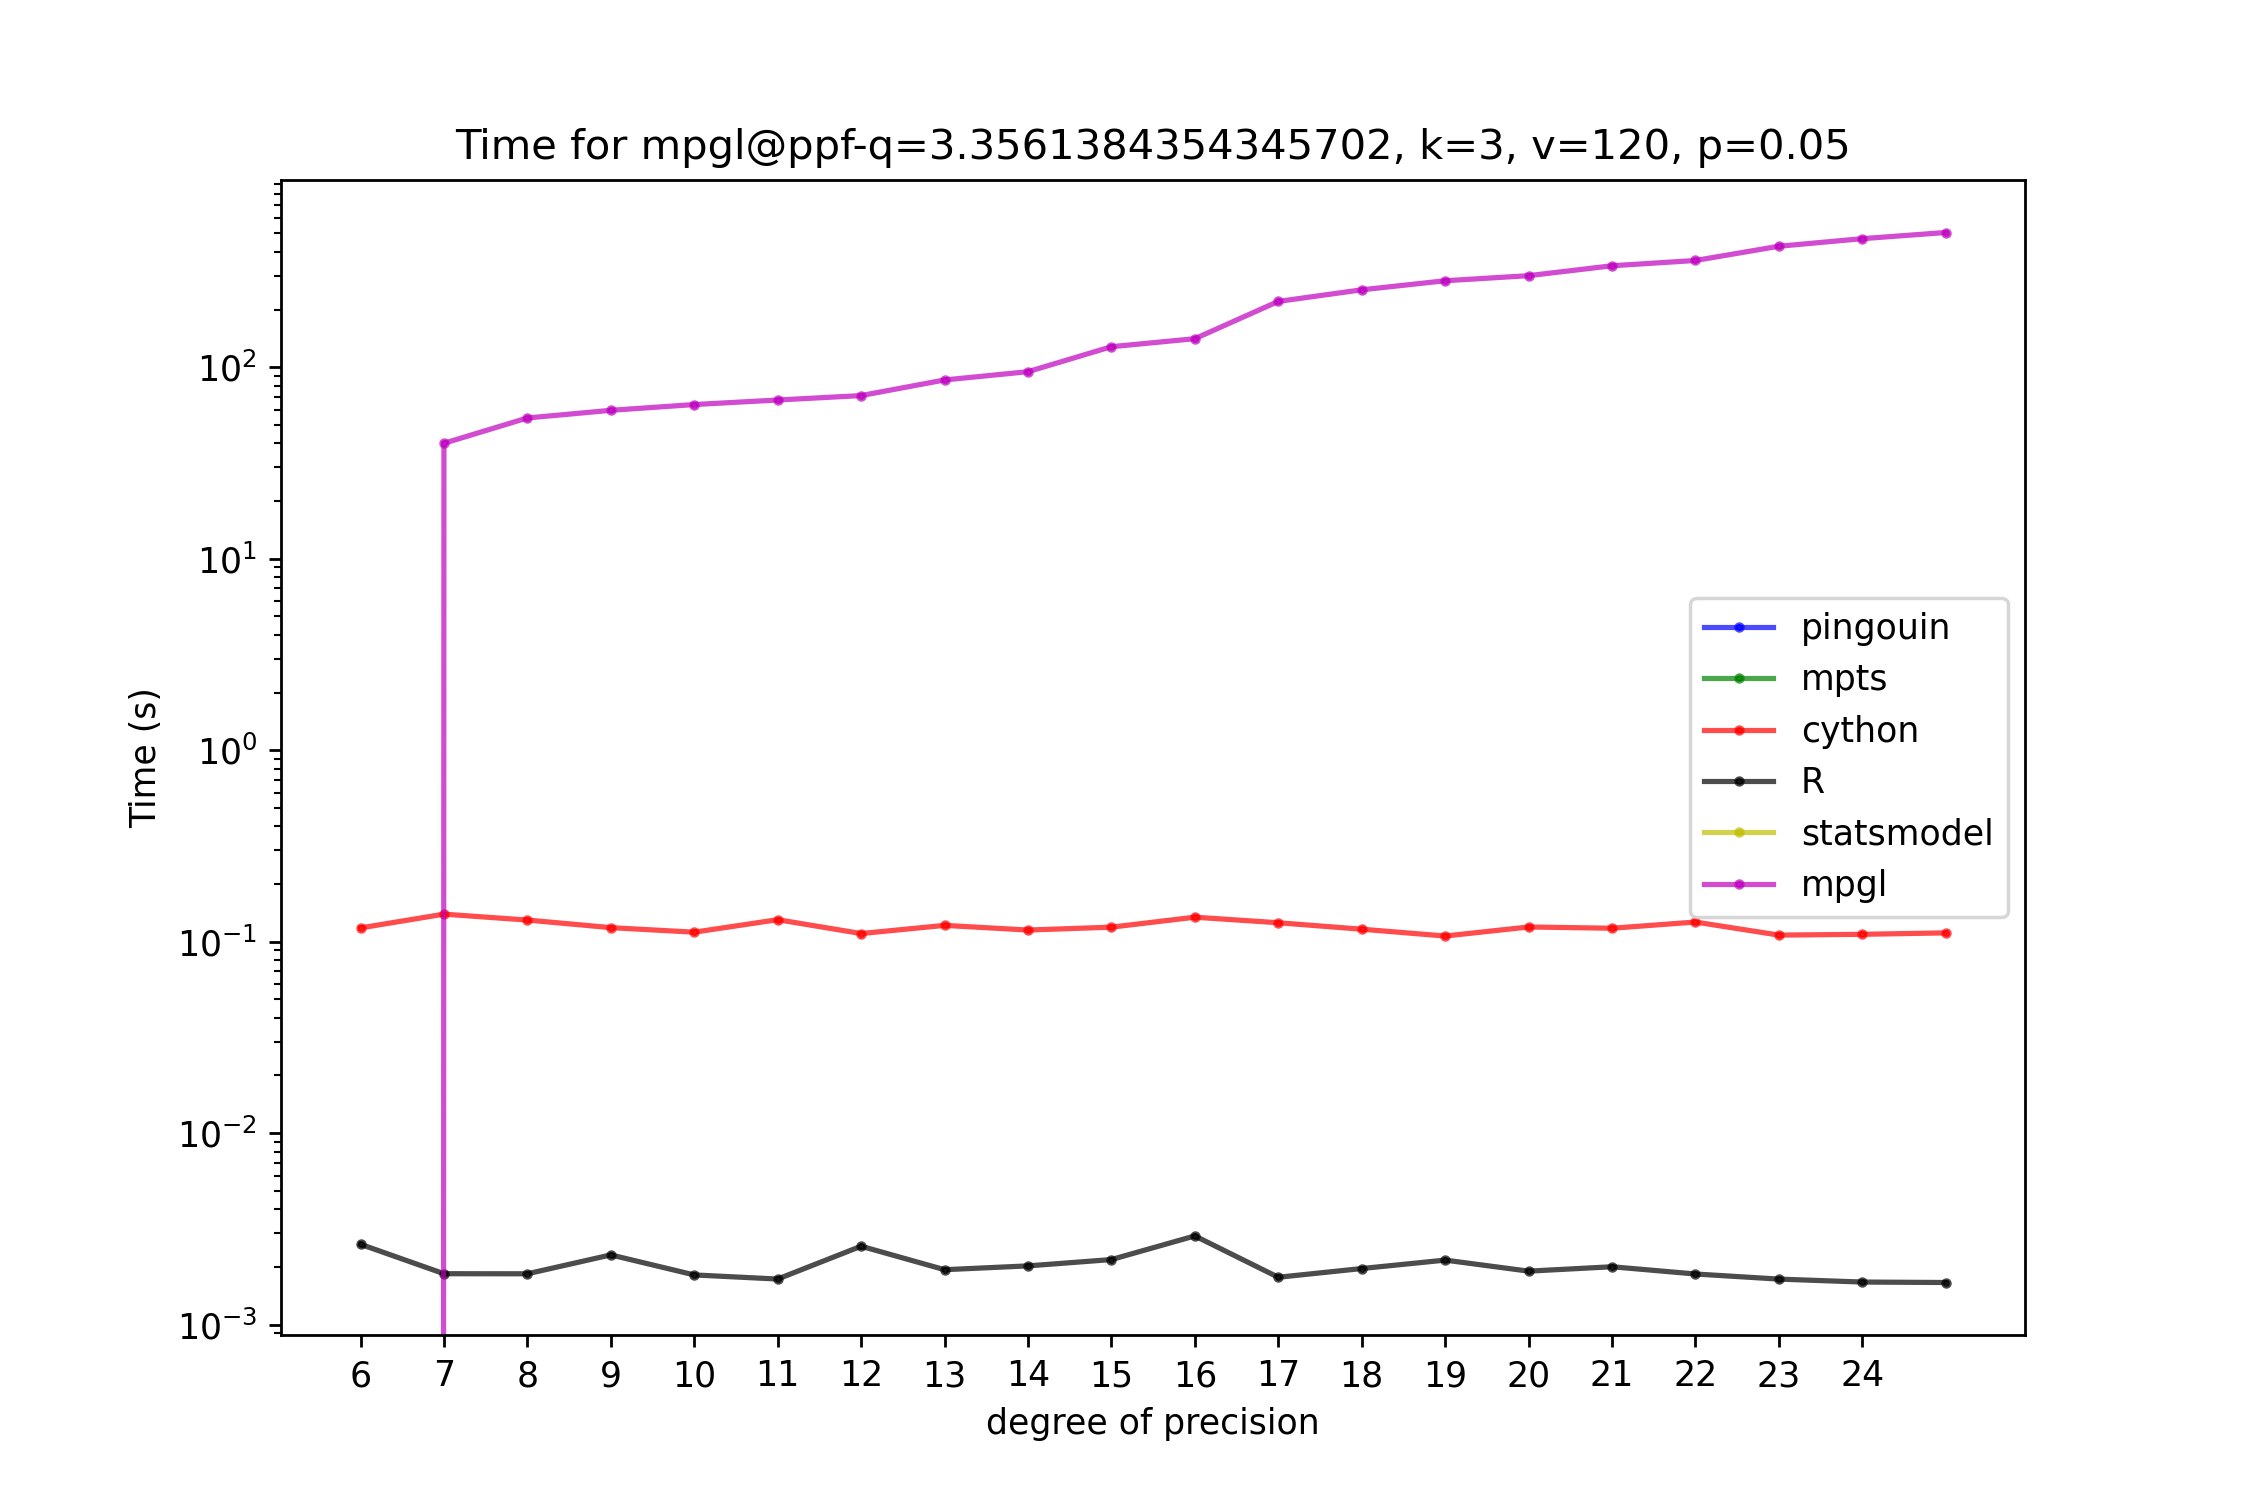 Time for mpgl@ppf-q=3.3561384354345702, k=3, v=120, p=0.05
Time (s)
10²
10¹
10⁰
10⁻¹
10⁻²
10⁻³
pingouin
mpts
cython
R
statsmodel
mpgl
6 7 8 9 10 11 12 13 14 15 16 17 18 19 20 21 22 23 24
degree of precision